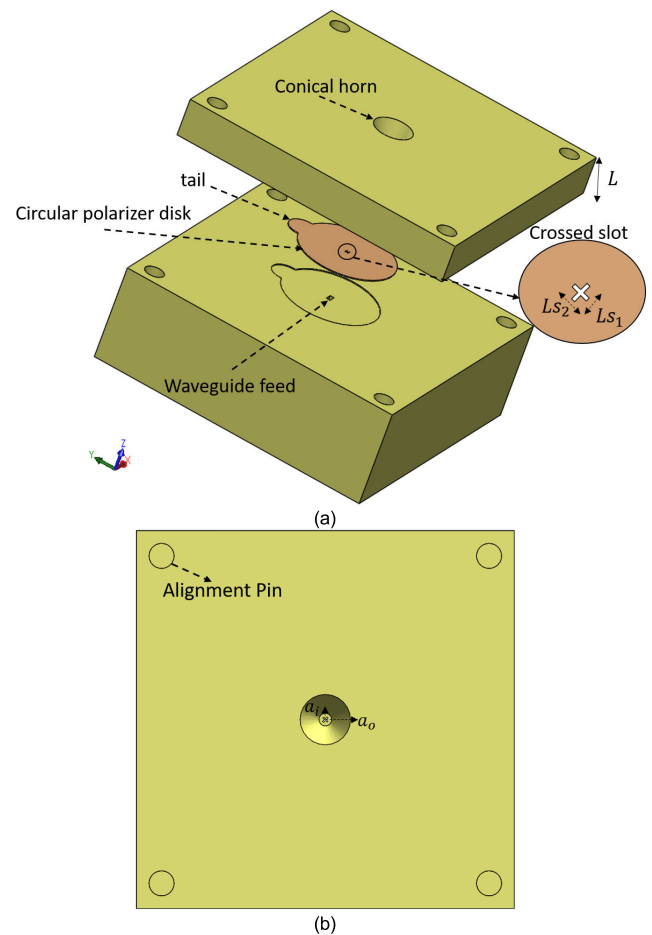 Conical horn
L
tail
Circular polarizer disk
Crossed slot
Ls₂
Ls₁
Waveguide feed
Y
Z
X
(a)
Alignment Pin
aᵢ
aₒ
(b)